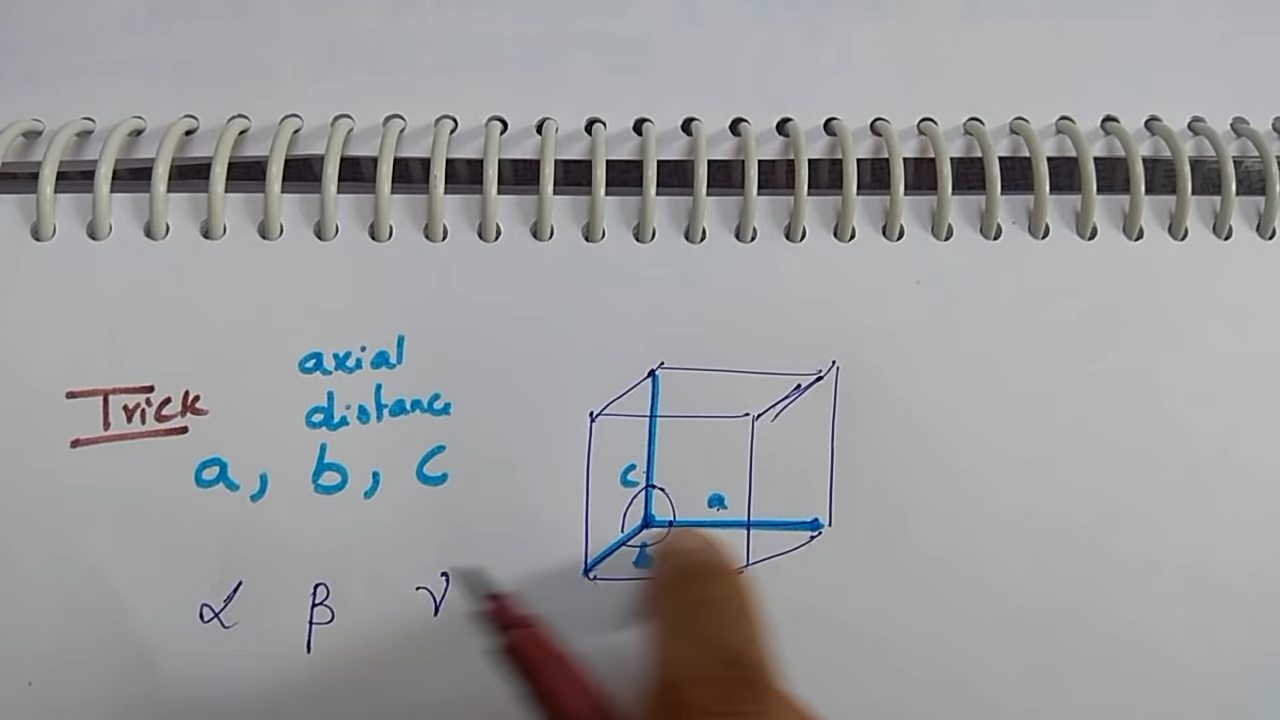 Trick
axial
distance
a, b, c
α β γ
c
a